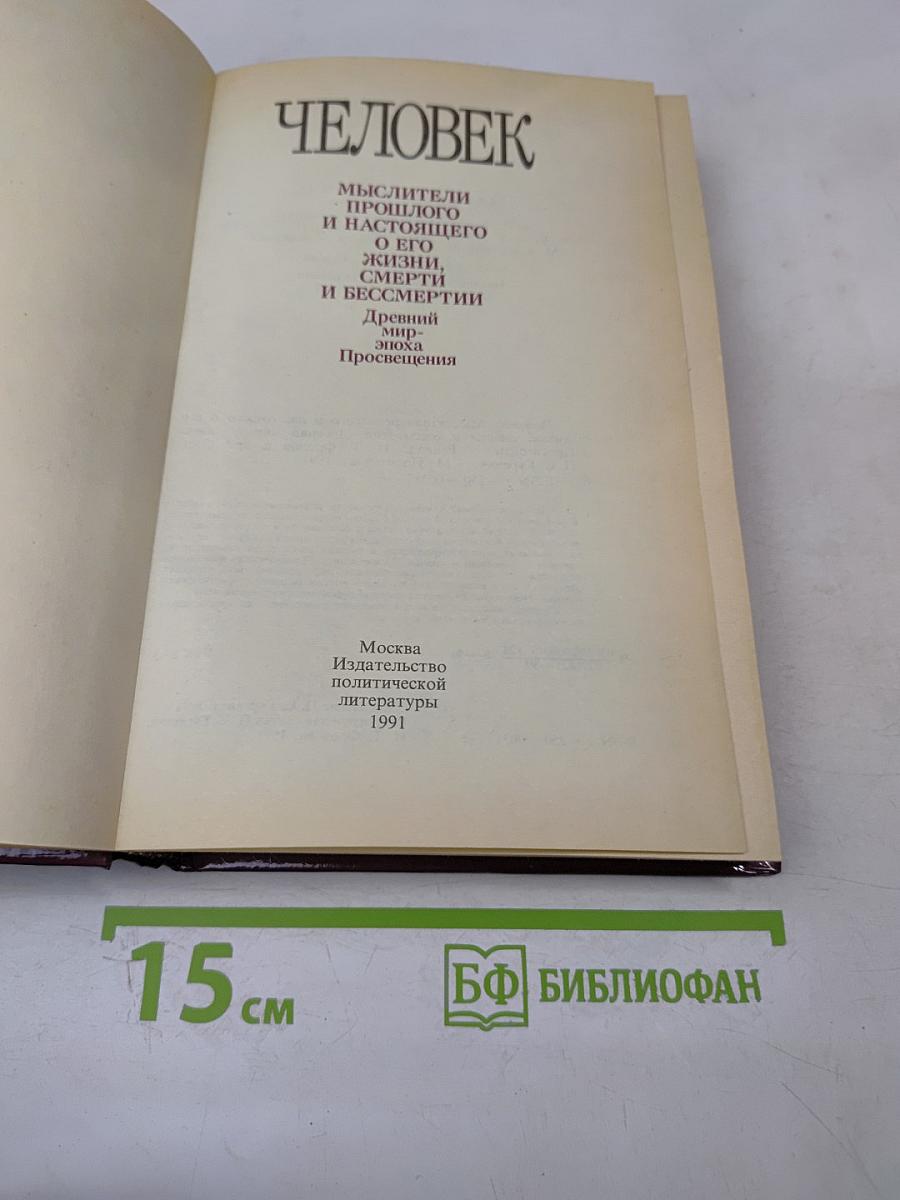 ЧЕЛОВЕК
МЫСЛИТЕЛИ
ПРОШЛОГО
И НАСТОЯЩЕГО
О ЕГО
ЖИЗНИ,
СМЕРТИ
И БЕССМЕРТИИ
Древний
мир-
эпоха
Просвещения
Москва
Издательство
политической
литературы
1991
15 см
БФ БИБЛИОФАН